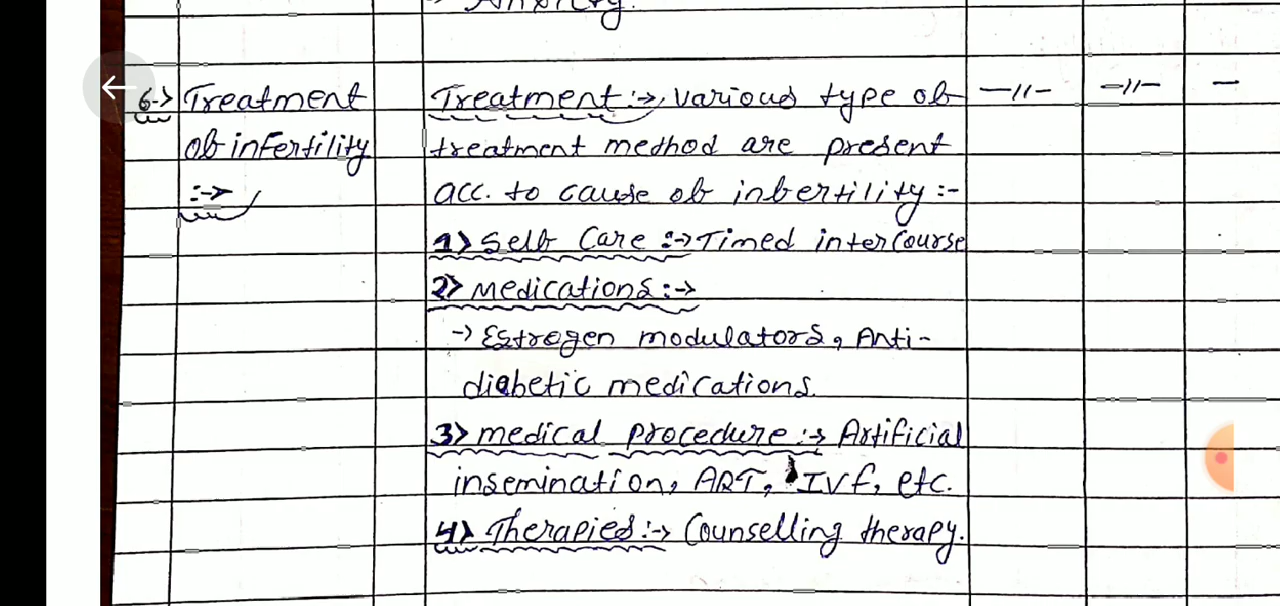 Anxiety.
6-> Treatment
of infertility
:->
Treatment :->, various type of
treatment method are present
acc. to cause of infertility :-
1> Self Care :-> Timed intercourse
2> medications :->
-> Estrogen modulators, Anti-
diabetic medications.
3> medical procedure :-> Artificial
insemination, ART, IVf, etc.
4> Therapies :-> Counselling therapy.
—〃— —〃— —